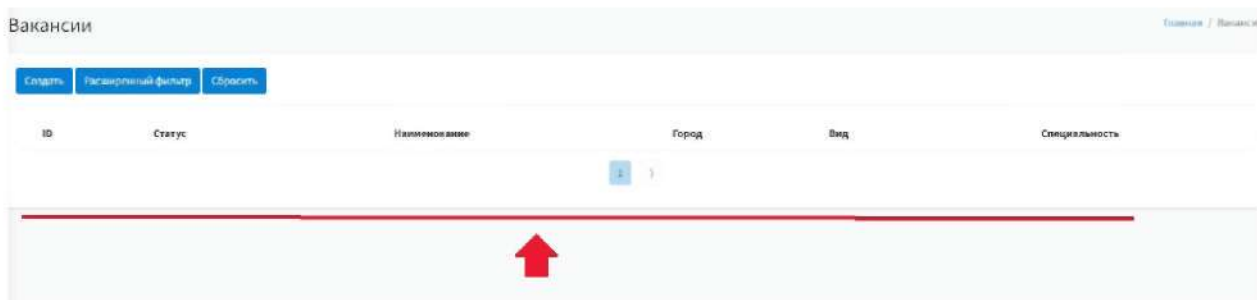 Вакансии
Главная / Вакансии
Создать Расширенный фильтр Сбросить
ID Статус Наименование Город Вид Специальность
1